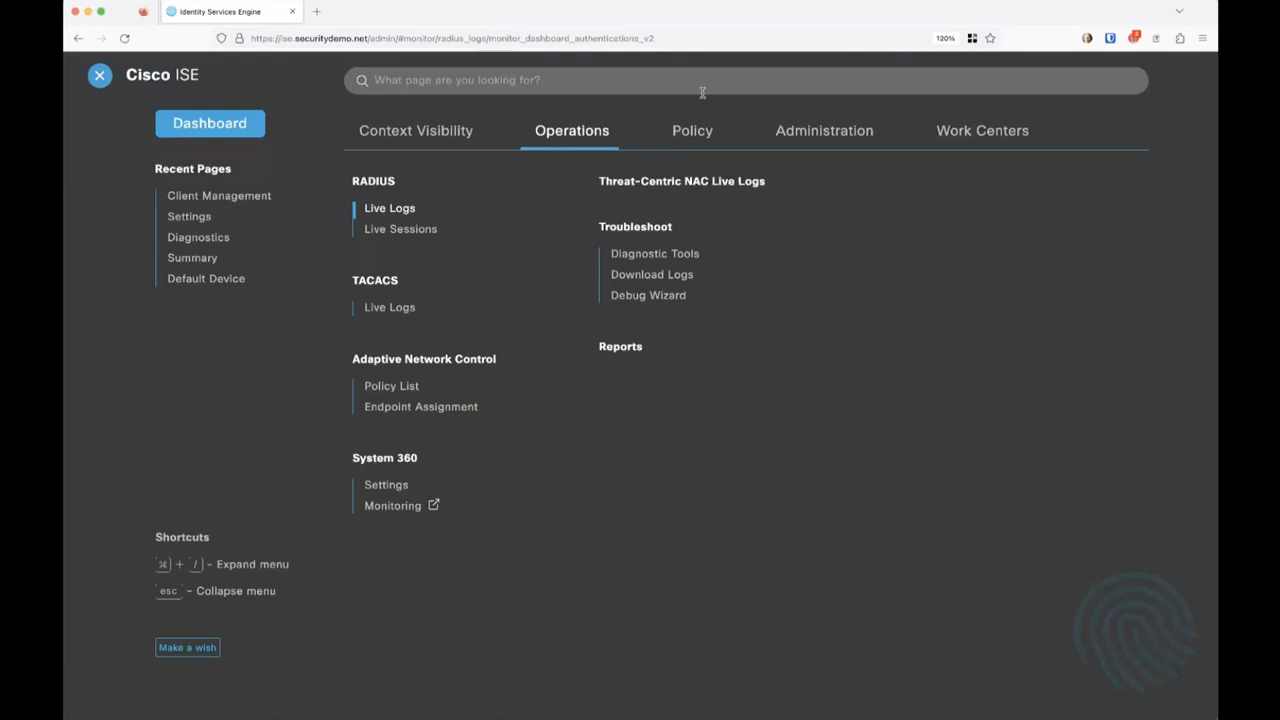 Identity Services Engine
https://ise.securitydemo.net/admin/#monitor/radius_logs/monitor_dashboard_authentications_v2
120%
2
Cisco ISE
What page are you looking for?
Dashboard
Context Visibility
Operations
Policy
Administration
Work Centers
Recent Pages
Client Management
Settings
Diagnostics
Summary
Default Device
RADIUS
Live Logs
Live Sessions
TACACS
Live Logs
Adaptive Network Control
Policy List
Endpoint Assignment
System 360
Settings
Monitoring
Threat-Centric NAC Live Logs
Troubleshoot
Diagnostic Tools
Download Logs
Debug Wizard
Reports
Shortcuts
⌘ + / - Expand menu
esc - Collapse menu
Make a wish